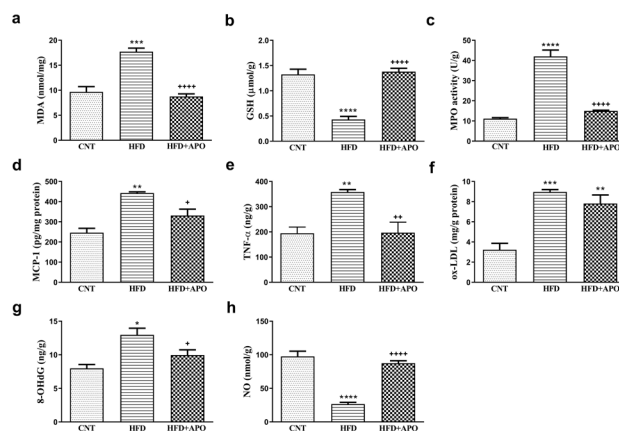 a
MDA (nmol/mg)
20
15
10
5
0
***
++++
CNT HFD HFD+APO
b
GSH (µmol/g)
2.0
1.5
1.0
0.5
0.0
****
++++
CNT HFD HFD+APO
c
MPO activity (U/g)
50
40
30
20
10
0
****
++++
CNT HFD HFD+APO
d
MCP-1 (pg/mg protein)
500
400
300
200
100
0
**
+
CNT HFD HFD+APO
e
TNF-α (ng/g)
400
300
200
100
0
**
++
CNT HFD HFD+APO
f
ox-LDL (mg/g protein)
10
8
6
4
2
0
***
**
CNT HFD HFD+APO
g
8-OHdG (ng/g)
15
10
5
0
*
+
CNT HFD HFD+APO
h
NO (nmol/g)
150
100
50
0
****
++++
CNT HFD HFD+APO